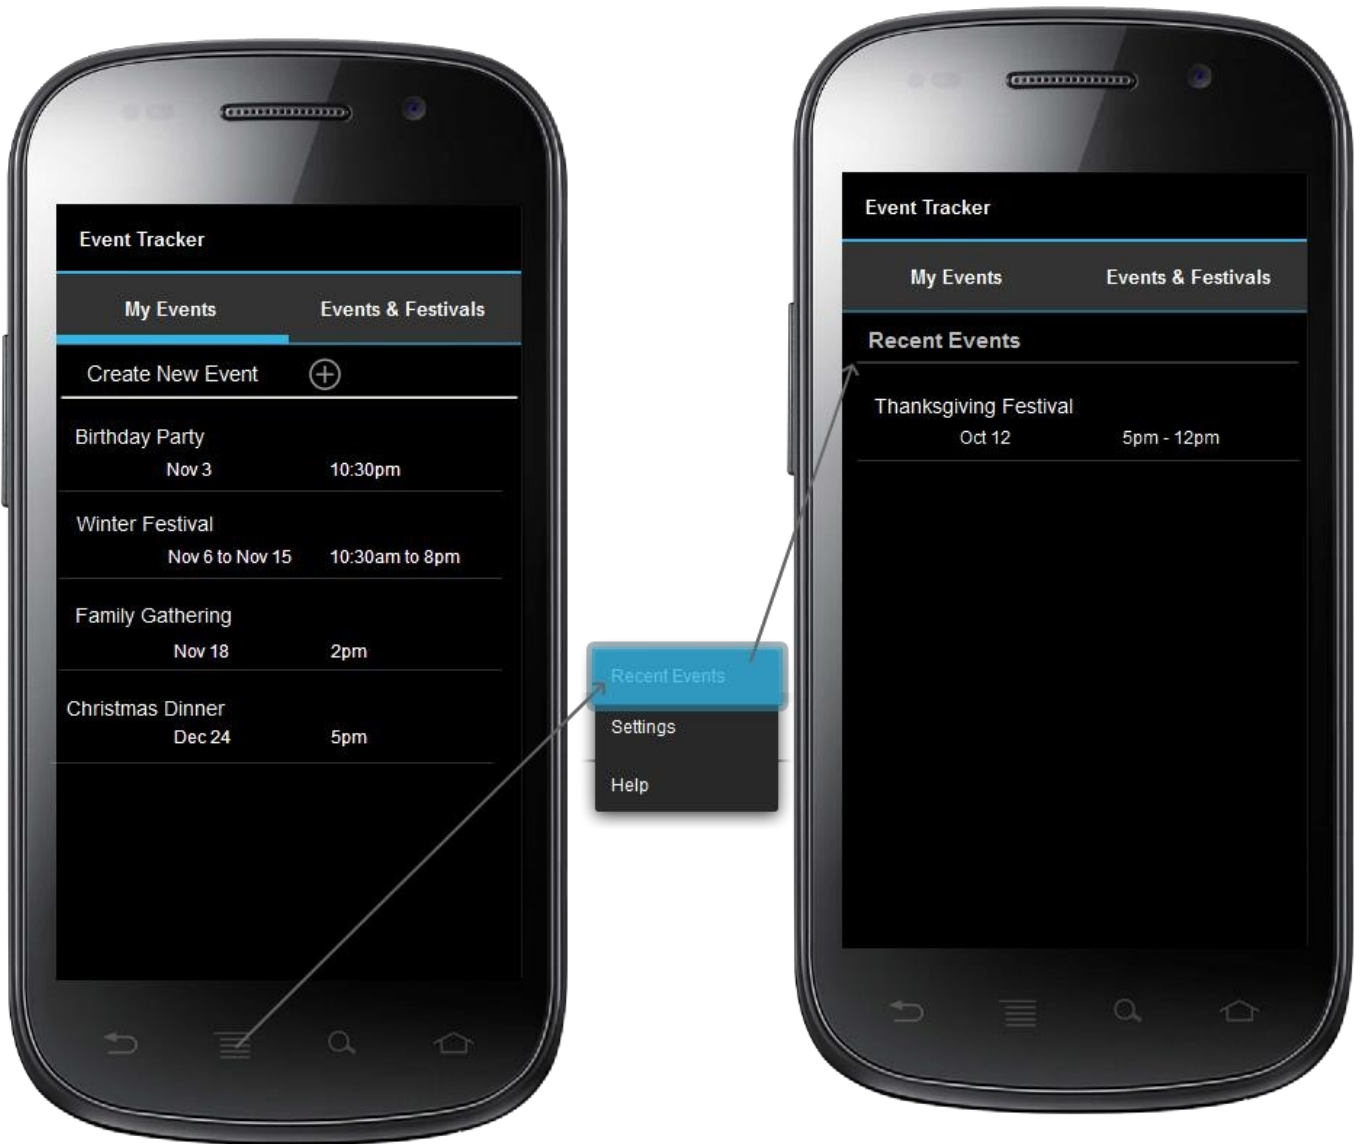 Event Tracker
My Events Events & Festivals
Create New Event
Birthday Party
Nov 3 10:30pm
Winter Festival
Nov 6 to Nov 15 10:30am to 8pm
Family Gathering
Nov 18 2pm
Christmas Dinner
Dec 24 5pm
Recent Events
Settings
Help
Event Tracker
My Events Events & Festivals
Recent Events
Thanksgiving Festival
Oct 12 5pm - 12pm